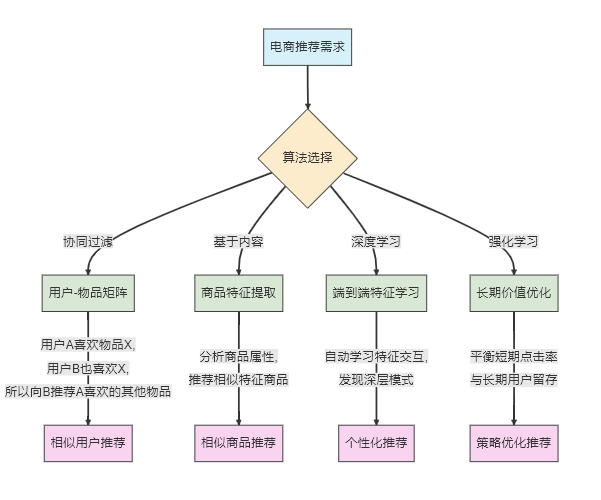 电商推荐需求
算法选择
协同过滤
基于内容
深度学习
强化学习
用户-物品矩阵
商品特征提取
端到端特征学习
长期价值优化
用户A喜欢物品X,
用户B也喜欢X,
所以向B推荐A喜欢的其他物品
分析商品属性,
推荐相似特征商品
自动学习特征交互,
发现深层模式
平衡短期点击率
与长期用户留存
相似用户推荐
相似商品推荐
个性化推荐
策略优化推荐